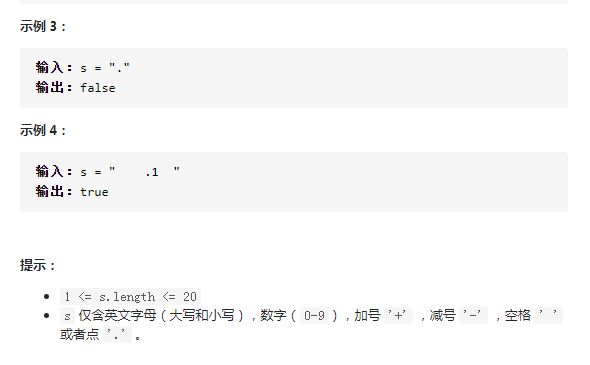 示例 3：
输入：s = "."
输出：false
示例 4：
输入：s = "    .1  "
输出：true
提示：
1 <= s.length <= 20
s 仅含英文字母（大写和小写），数字（0-9），加号 '+' ，减号 '-' ，空格 ' '
或者点 '.' 。